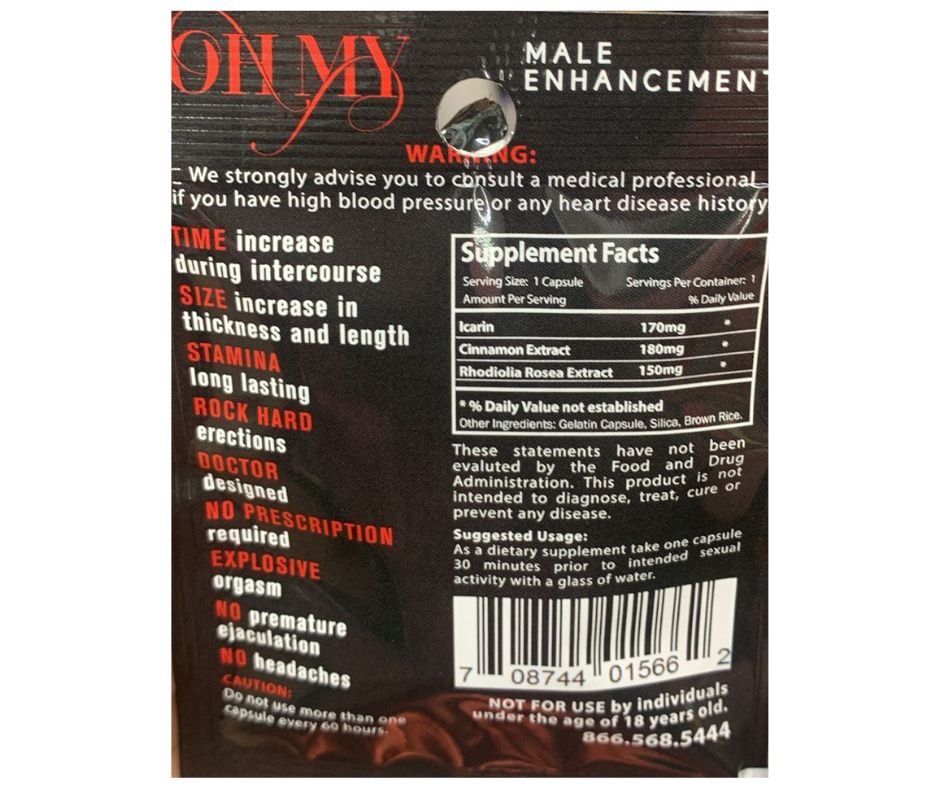 OH MY
MALE
ENHANCEMENT
WARNING:
We strongly advise you to consult a medical professional
if you have high blood pressure or any heart disease history
TIME increase
during intercourse
SIZE increase in
thickness and length
STAMINA
long lasting
ROCK HARD
erections
DOCTOR
designed
NO PRESCRIPTION
required
EXPLOSIVE
orgasm
NO premature
ejaculation
NO headaches
CAUTION:
Do not use more than one
capsule every 60 hours.
Supplement Facts
Serving Size: 1 Capsule Servings Per Container: 1
Amount Per Serving % Daily Value
Icarin 170mg *
Cinnamon Extract 180mg *
Rhodiolia Rosea Extract 150mg *
* % Daily Value not established
Other Ingredients: Gelatin Capsule, Silica, Brown Rice.
These statements have not been
evaluted by the Food and Drug
Administration. This product is not
intended to diagnose, treat, cure or
prevent any disease.
Suggested Usage:
As a dietary supplement take one capsule
30 minutes prior to intended sexual
activity with a glass of water.
7 08744 01566 2
NOT FOR USE by individuals
under the age of 18 years old.
866.568.5444